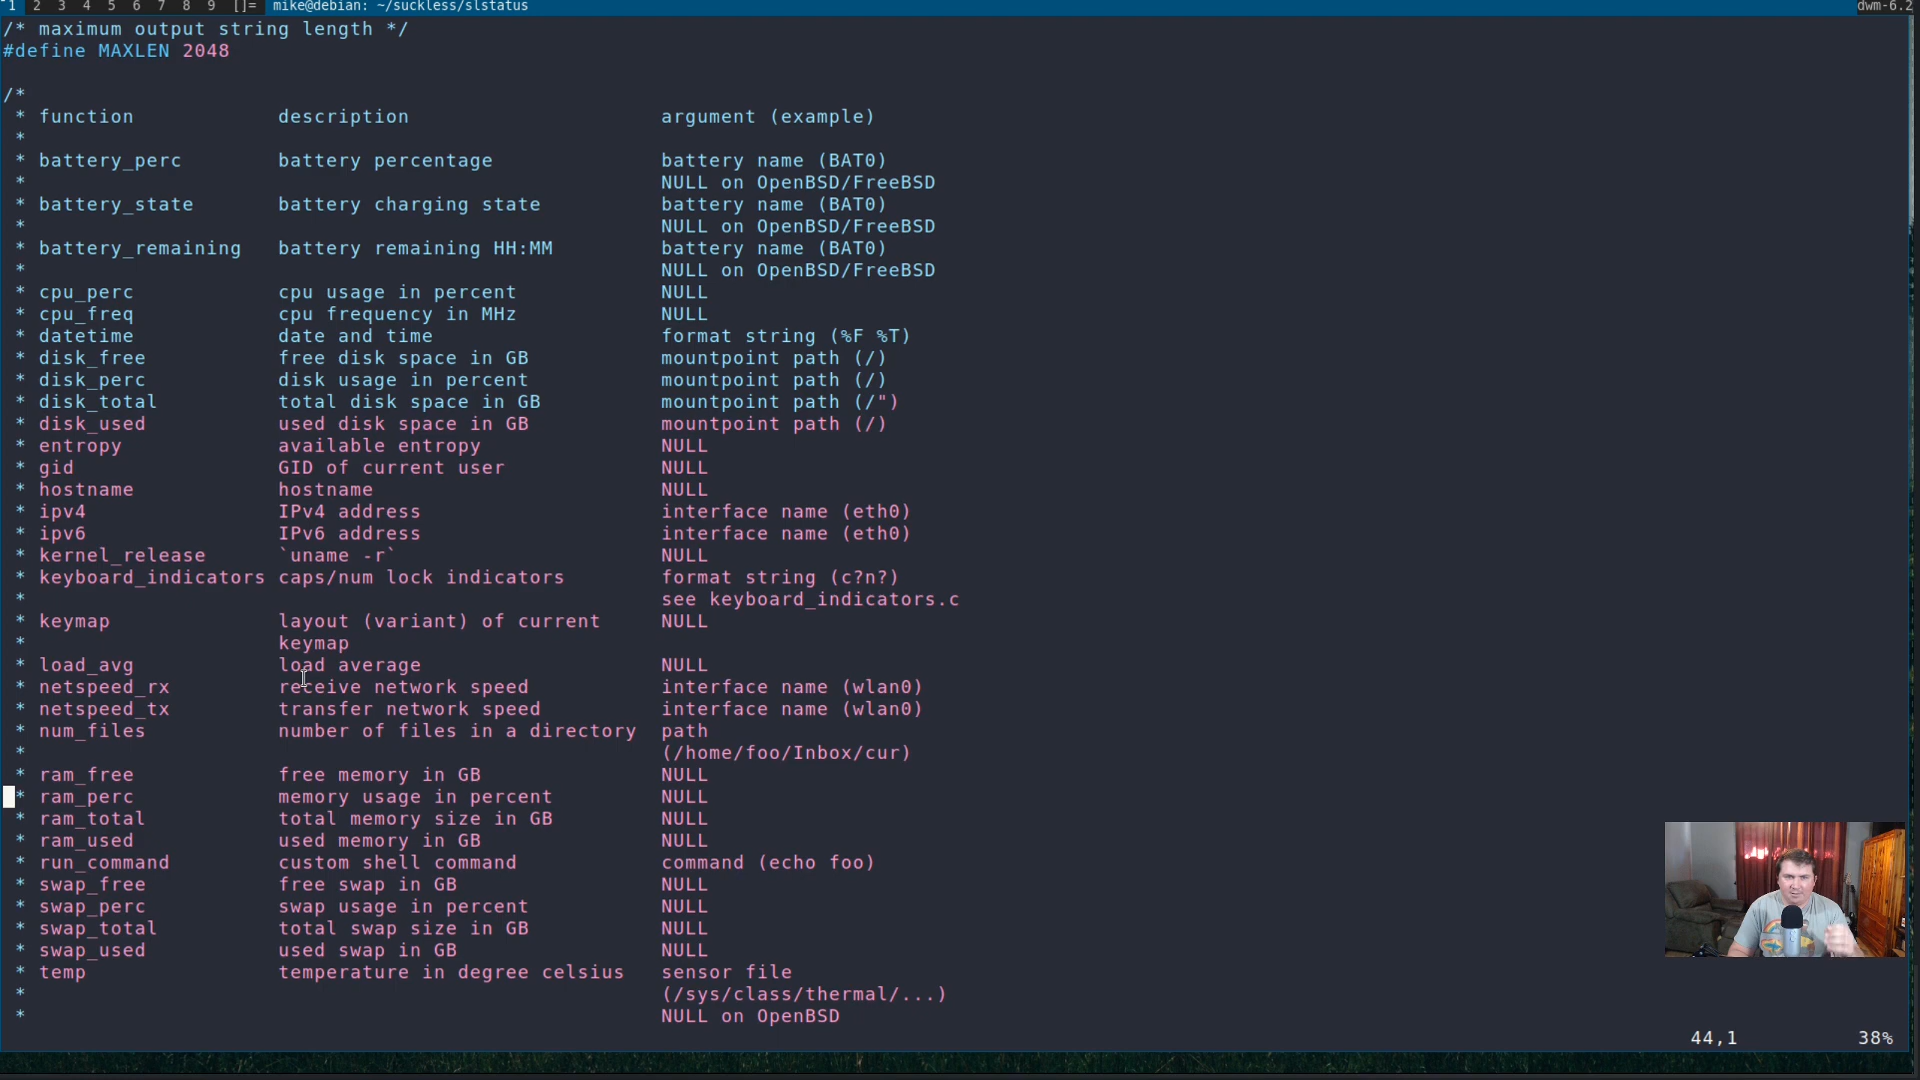 1 2 3 4 5 6 7 8 9 []= mike@debian: ~/suckless/slstatus dwm-6.2
/* maximum output string length */
#define MAXLEN 2048
/*
* function description argument (example)
*
* battery_perc battery percentage battery name (BAT0)
* NULL on OpenBSD/FreeBSD
* battery_state battery charging state battery name (BAT0)
* NULL on OpenBSD/FreeBSD
* battery_remaining battery remaining HH:MM battery name (BAT0)
* NULL on OpenBSD/FreeBSD
* cpu_perc cpu usage in percent NULL
* cpu_freq cpu frequency in MHz NULL
* datetime date and time format string (%F %T)
* disk_free free disk space in GB mountpoint path (/)
* disk_perc disk usage in percent mountpoint path (/)
* disk_total total disk space in GB mountpoint path (/")
* disk_used used disk space in GB mountpoint path (/)
* entropy available entropy NULL
* gid GID of current user NULL
* hostname hostname NULL
* ipv4 IPv4 address interface name (eth0)
* ipv6 IPv6 address interface name (eth0)
* kernel_release `uname -r` NULL
* keyboard_indicators caps/num lock indicators format string (c?n?)
* see keyboard_indicators.c
* keymap layout (variant) of current NULL
* keymap
* load_avg load average NULL
* netspeed_rx receive network speed interface name (wlan0)
* netspeed_tx transfer network speed interface name (wlan0)
* num_files number of files in a directory path
* (/home/foo/Inbox/cur)
* ram_free free memory in GB NULL
* ram_perc memory usage in percent NULL
* ram_total total memory size in GB NULL
* ram_used used memory in GB NULL
* run_command custom shell command command (echo foo)
* swap_free free swap in GB NULL
* swap_perc swap usage in percent NULL
* swap_total total swap size in GB NULL
* swap_used used swap in GB NULL
* temp temperature in degree celsius sensor file
* (/sys/class/thermal/...)
* NULL on OpenBSD
44,1 38%